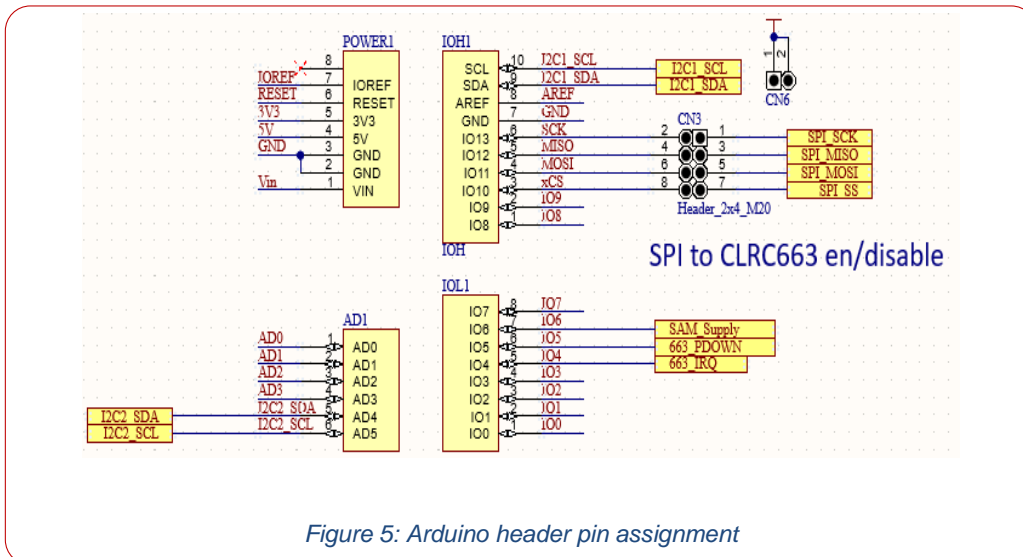 POWER1
8
IOREF 7 IOREF
RESET 6 RESET
3V3 5 3V3
5V 4 5V
GND 3 GND
2 GND
Vin 1 VIN
IOH1
SCL 10 I2C1_SCL I2C1_SCL
SDA 9 I2C1_SDA I2C1_SDA
AREF 8 AREF
GND 7 GND
IO13 6 SCK 2 1 SPI_SCK
IO12 5 MISO 4 3 SPI_MISO
IO11 4 MOSI 6 5 SPI_MOSI
IO10 3 xCS 8 7 SPI_SS
IO9 2 IO9
IO8 1 IO8
IOH
CN3
Header_2x4_M20
1 2
CN6
SPI to CLRC663 en/disable
AD1
AD0 1 AD0
AD1 2 AD1
AD2 3 AD2
AD3 4 AD3
I2C2_SDA I2C2_SDA 5 AD4
I2C2_SCL I2C2_SCL 6 AD5
IOL1
IO7 8 IO7
IO6 7 IO6 SAM_Supply
IO5 6 IO5 663_PDOWN
IO4 5 IO4 663_IRQ
IO3 4 IO3
IO2 3 IO2
IO1 2 IO1
IO0 1 IO0
Figure 5: Arduino header pin assignment